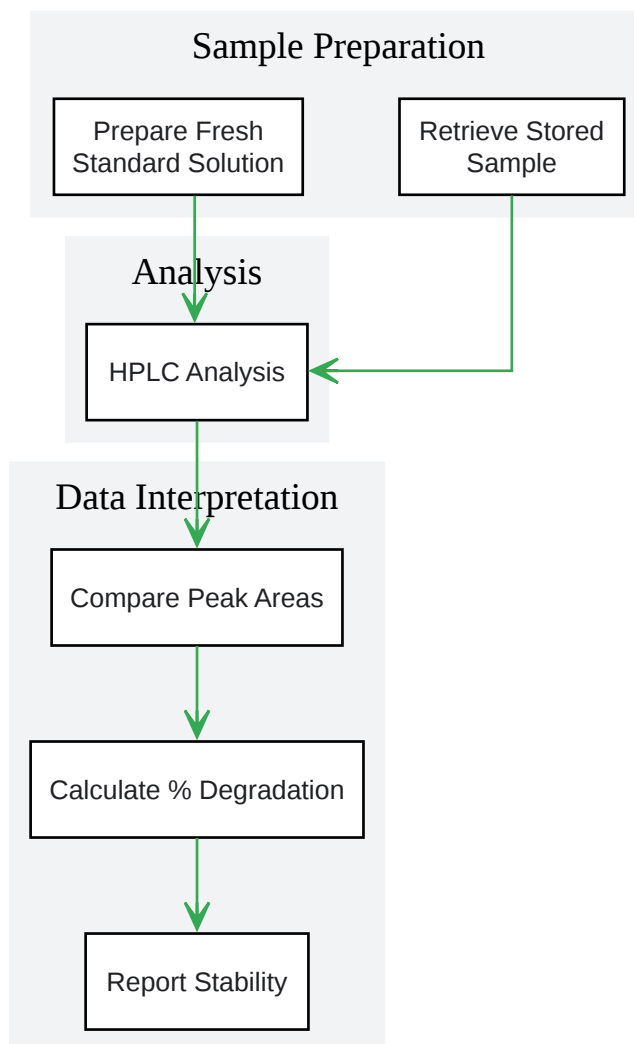 Sample Preparation
Prepare Fresh
Standard Solution
Retrieve Stored
Sample
Analysis
HPLC Analysis
Data Interpretation
Compare Peak Areas
Calculate % Degradation
Report Stability